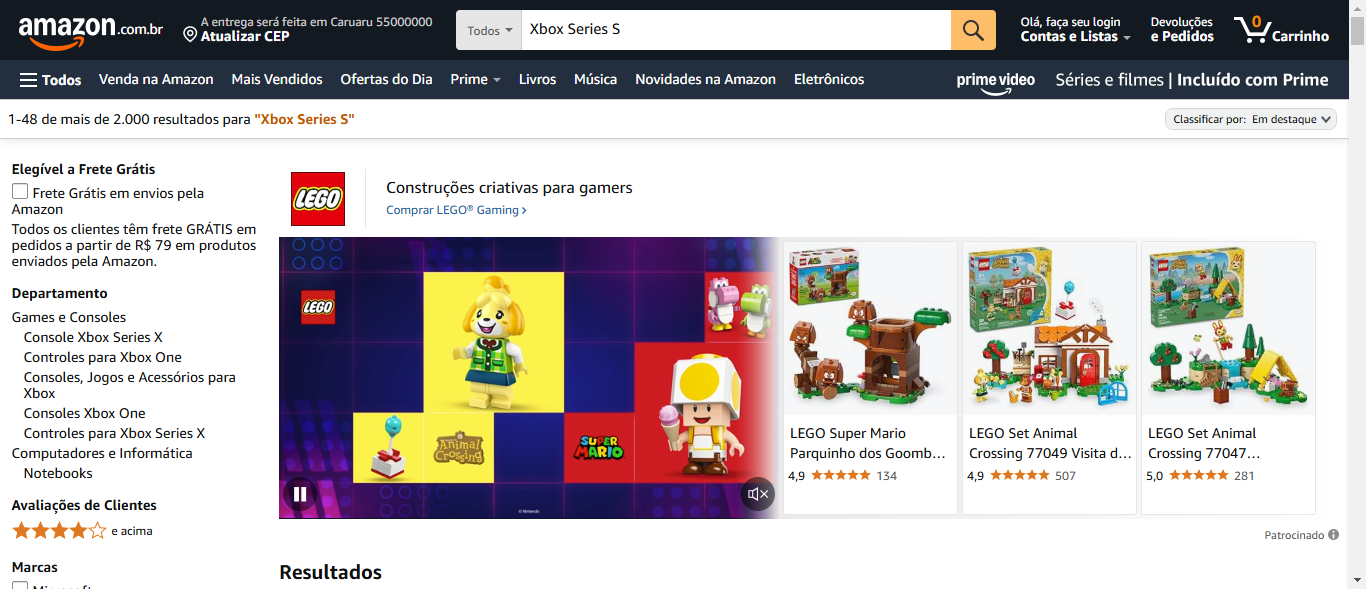 amazon.com.br
A entrega será feita em Caruaru 55000000
Atualizar CEP
Todos
Xbox Series S
Olá, faça seu login
Contas e Listas
Devoluções
e Pedidos
0
Carrinho
Todos
Venda na Amazon
Mais Vendidos
Ofertas do Dia
Prime
Livros
Música
Novidades na Amazon
Eletrônicos
prime video
Séries e filmes | Incluído com Prime
1-48 de mais de 2.000 resultados para "Xbox Series S"
Classificar por: Em destaque
Elegível a Frete Grátis
Frete Grátis em envios pela
Amazon
Todos os clientes têm frete GRÁTIS em
pedidos a partir de R$ 79 em produtos
enviados pela Amazon.
Departamento
Games e Consoles
Console Xbox Series X
Controles para Xbox One
Consoles, Jogos e Acessórios para
Xbox
Consoles Xbox One
Controles para Xbox Series X
Computadores e Informática
Notebooks
Avaliações de Clientes
e acima
Marcas
LEGO
Construções criativas para gamers
Comprar LEGO® Gaming
LEGO
Animal
Crossing
SUPER
MARIO
© Nintendo
LEGO Super Mario
Parquinho dos Goomb...
4,9
134
LEGO Set Animal
Crossing 77049 Visita d...
4,9
507
LEGO Set Animal
Crossing 77047...
5,0
281
Patrocinado
Resultados